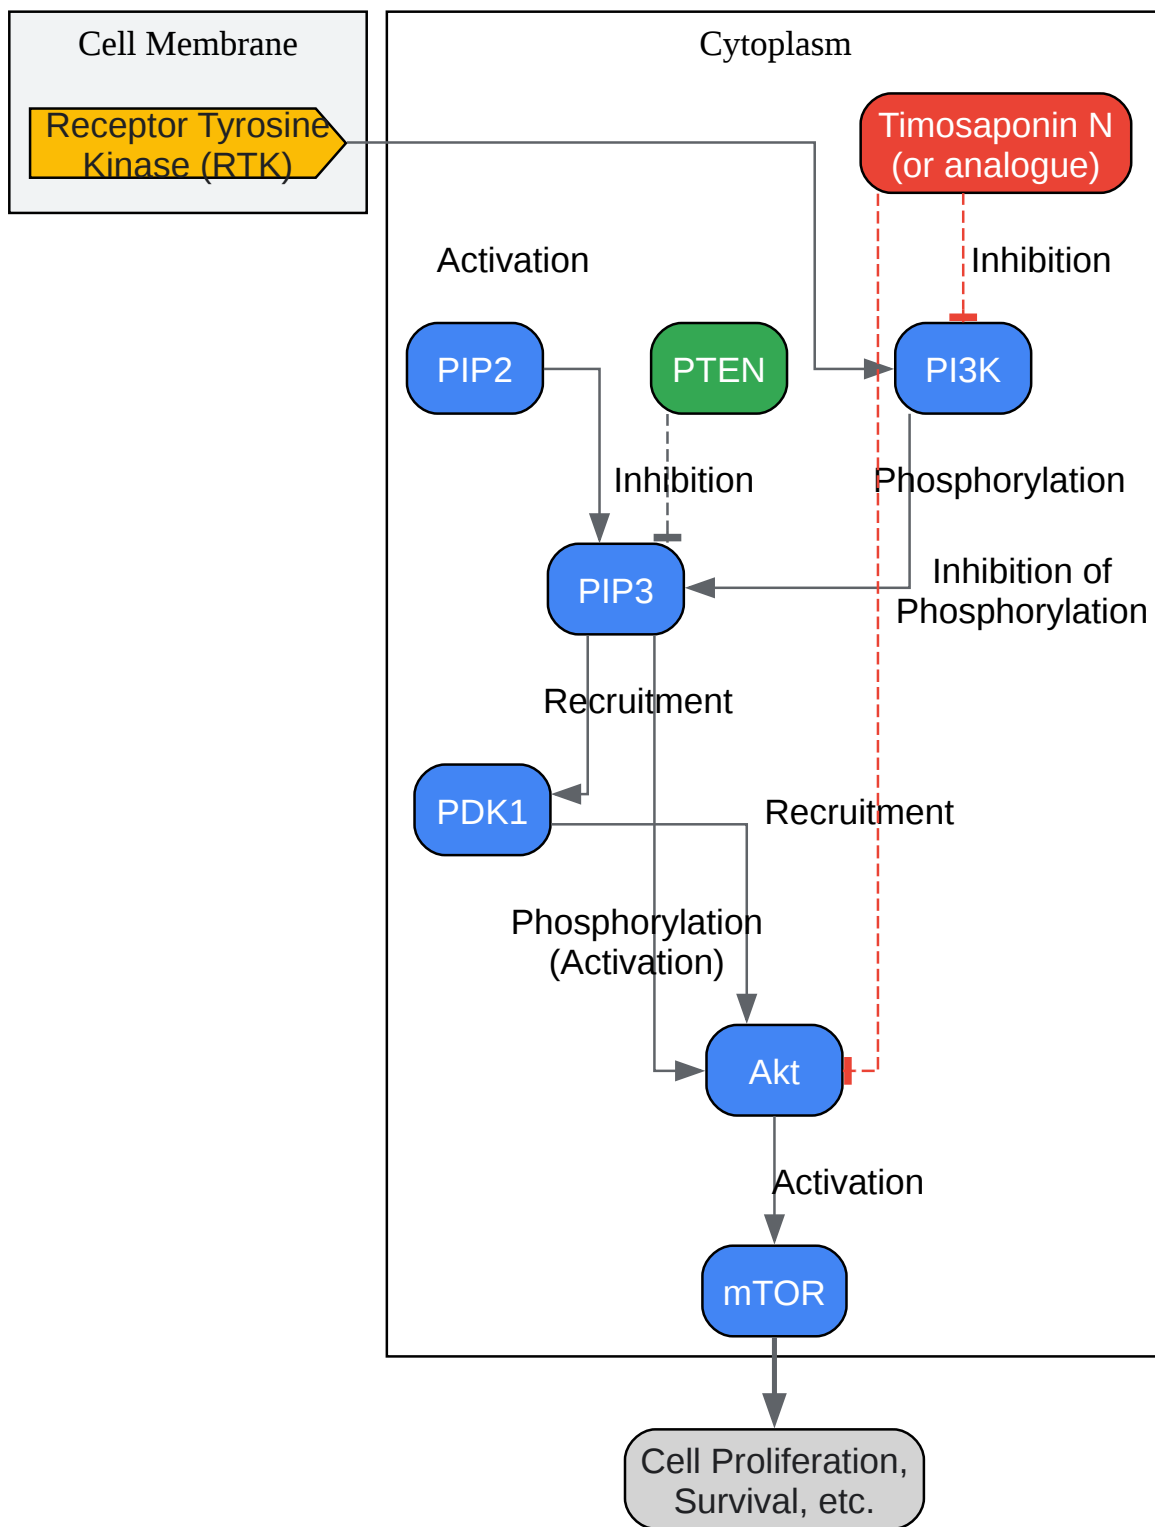 Cell Membrane
Cytoplasm
Receptor Tyrosine
Kinase (RTK)
Timosaponin N
(or analogue)
Activation
Inhibition
PIP2
PTEN
PI3K
Inhibition
Phosphorylation
PIP3
Inhibition of
Phosphorylation
Recruitment
PDK1
Recruitment
Phosphorylation
(Activation)
Akt
Activation
mTOR
Cell Proliferation,
Survival, etc.